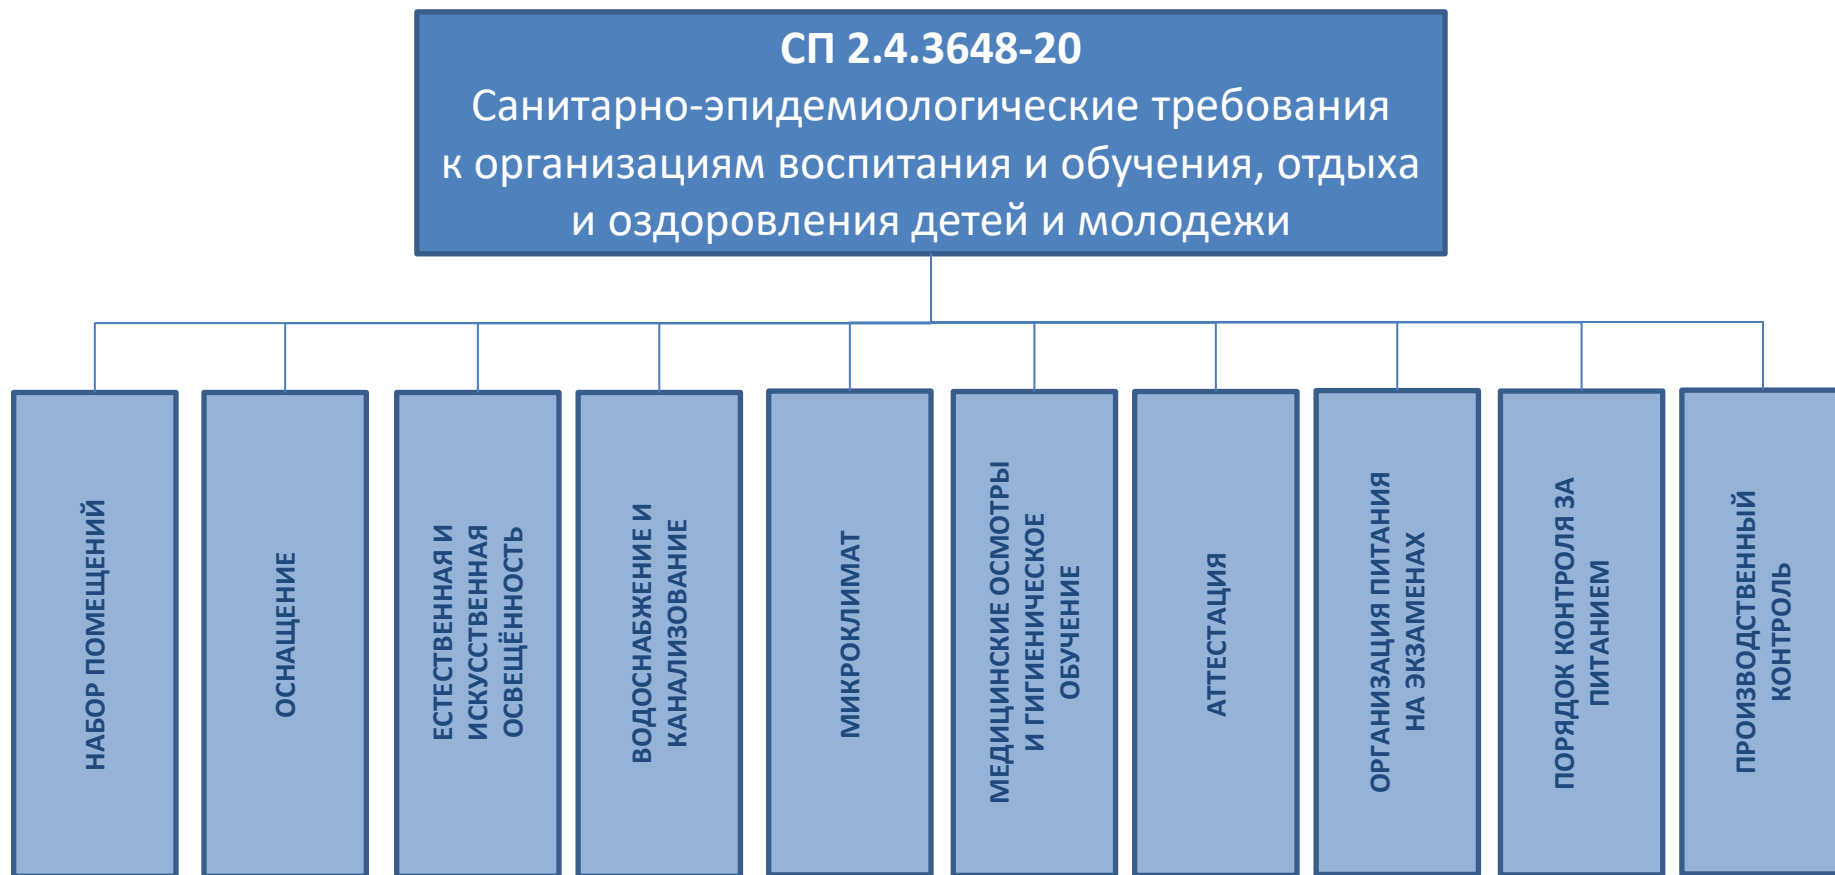 СП 2.4.3648-20
Санитарно-эпидемиологические требования
к организациям воспитания и обучения, отдыха
и оздоровления детей и молодежи
НАБОР ПОМЕЩЕНИЙ
ОСНАЩЕНИЕ
ЕСТЕСТВЕННАЯ И
ИСКУССТВЕННАЯ
ОСВЕЩЁННОСТЬ
ВОДОСНАБЖЕНИЕ И
КАНАЛИЗОВАНИЕ
МИКРОКЛИМАТ
МЕДИЦИНСКИЕ ОСМОТРЫ
И ГИГИЕНИЧЕСКОЕ
ОБУЧЕНИЕ
АТТЕСТАЦИЯ
ОРГАНИЗАЦИЯ ПИТАНИЯ
НА ЭКЗАМЕНАХ
ПОРЯДОК КОНТРОЛЯ ЗА
ПИТАНИЕМ
ПРОИЗВОДСТВЕННЫЙ
КОНТРОЛЬ